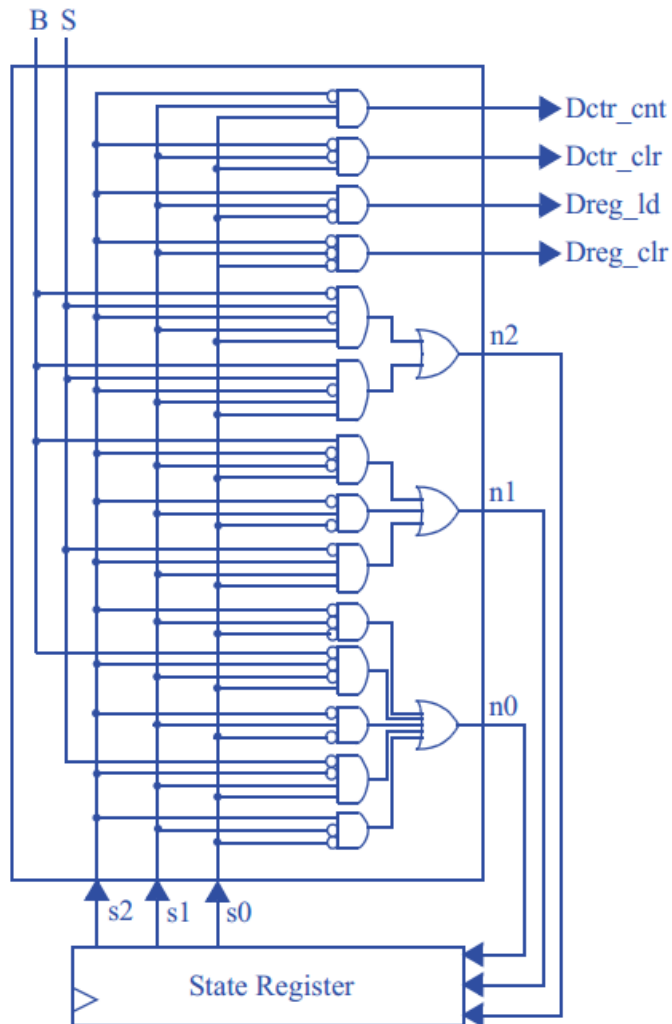 B S
Dctr_cnt
Dctr_clr
Dreg_ld
Dreg_clr
n2
n1
n0
s2 s1 s0
State Register